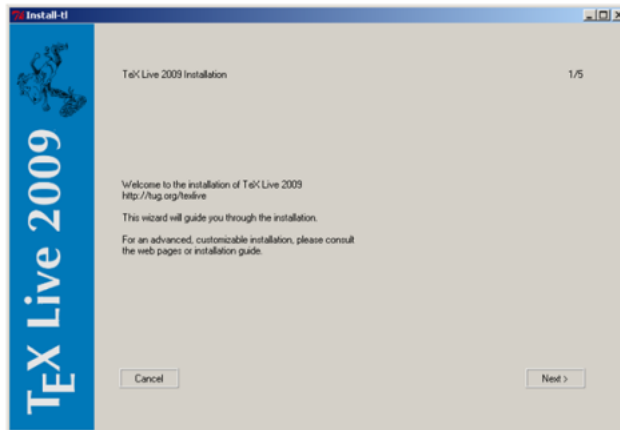 Install-tl
TeX Live 2009 Installation
1/5
TEX Live 2009
Welcome to the installation of TeX Live 2009
http://tug.org/texlive
This wizard will guide you through the installation.
For an advanced, customizable installation, please consult
the web pages or installation guide.
Cancel
Next >